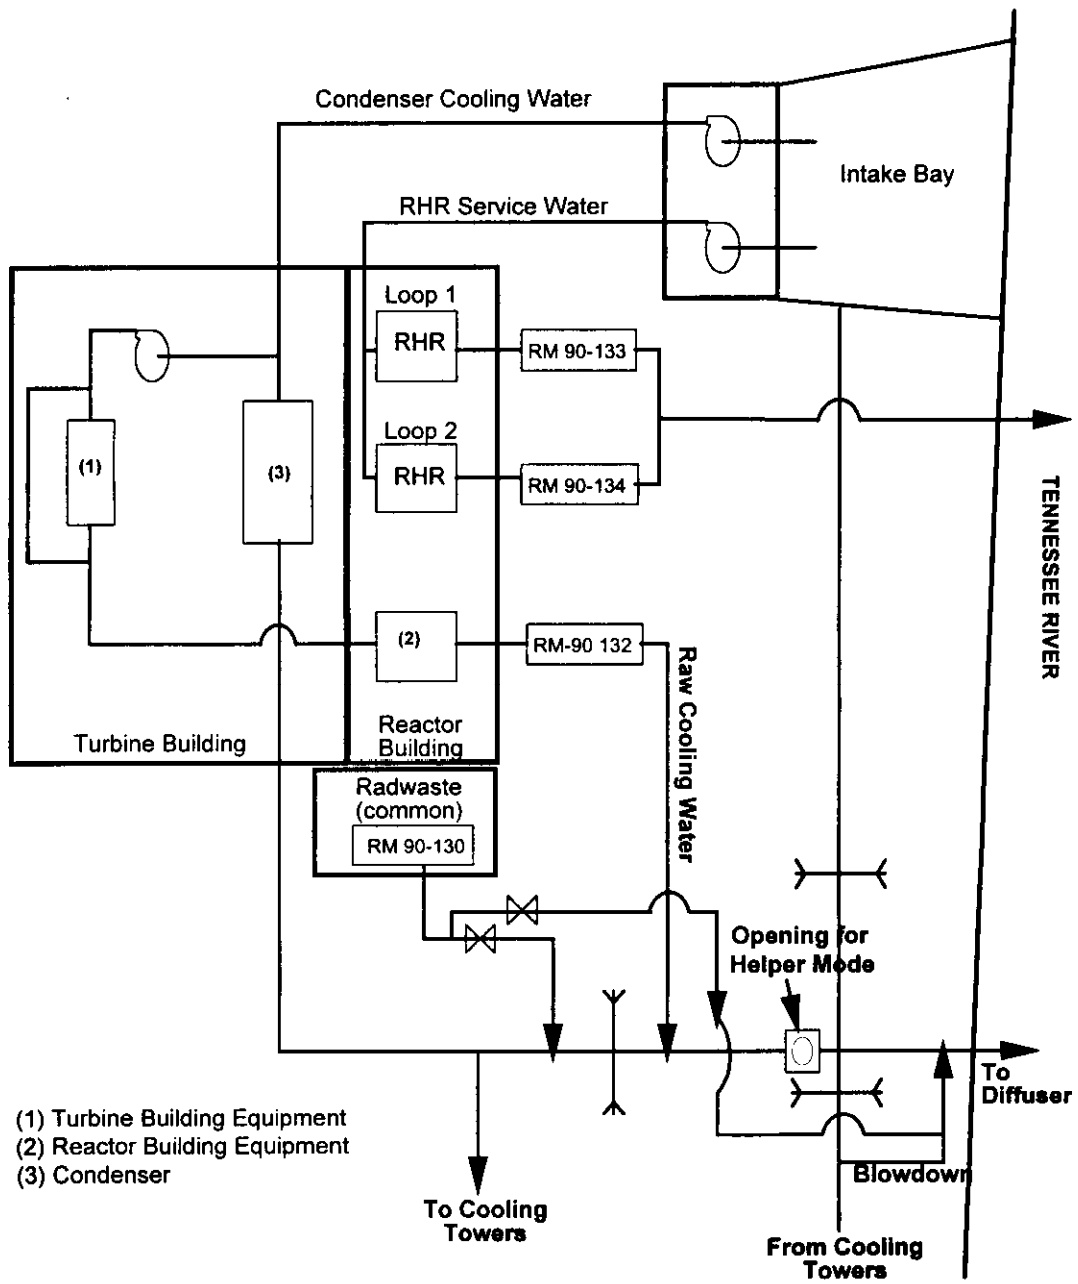 Condenser Cooling Water
Intake Bay
RHR Service Water
Loop 1
RHR
RM 90-133
Loop 2
RHR
RM 90-134
(1)
(3)
TENNESSEE RIVER
(2)
RM-90 132
Raw Cooling Water
Turbine Building
Reactor
Building
Radwaste
(common)
RM 90-130
Opening for
Helper Mode
To
Diffuser
(1) Turbine Building Equipment
(2) Reactor Building Equipment
(3) Condenser
Blowdown
To Cooling
Towers
From Cooling
Towers